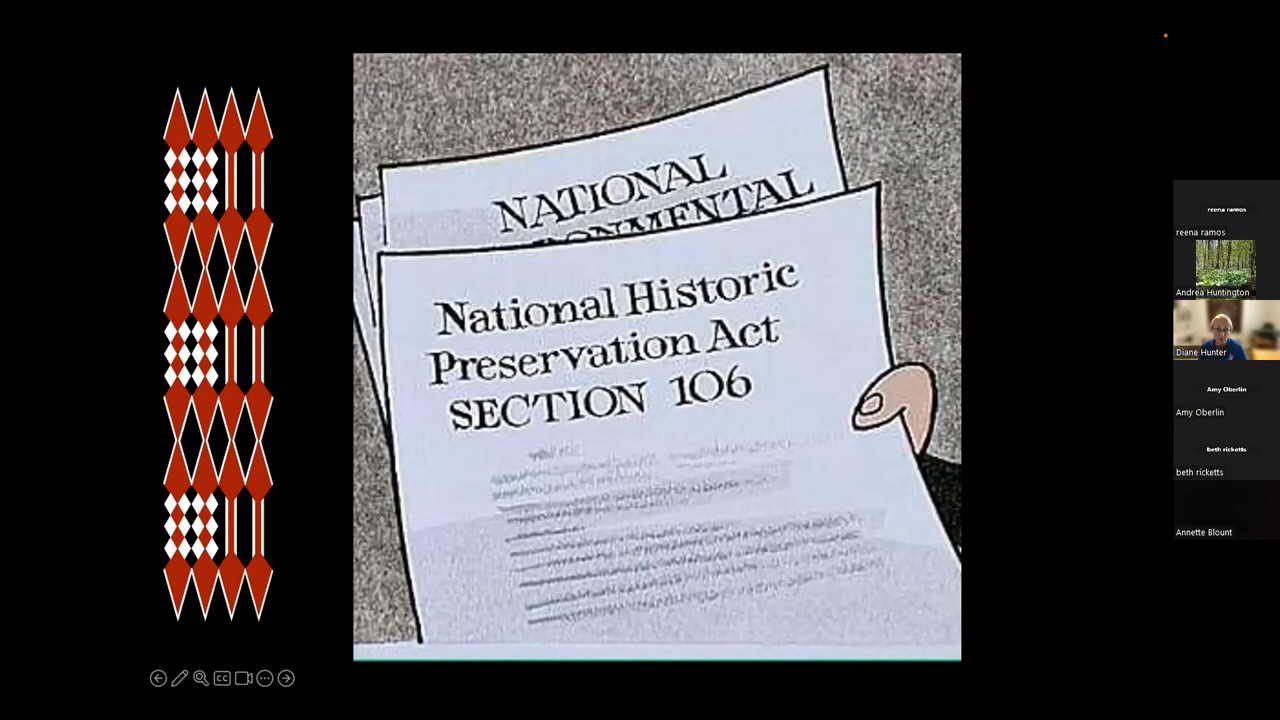 NATIONAL
National Historic
Preservation Act
SECTION 106
CC
reena ramos
reena ramos
Andrea Huntington
Diane Hunter
Amy Oberlin
Amy Oberlin
beth ricketts
beth ricketts
Annette Blount